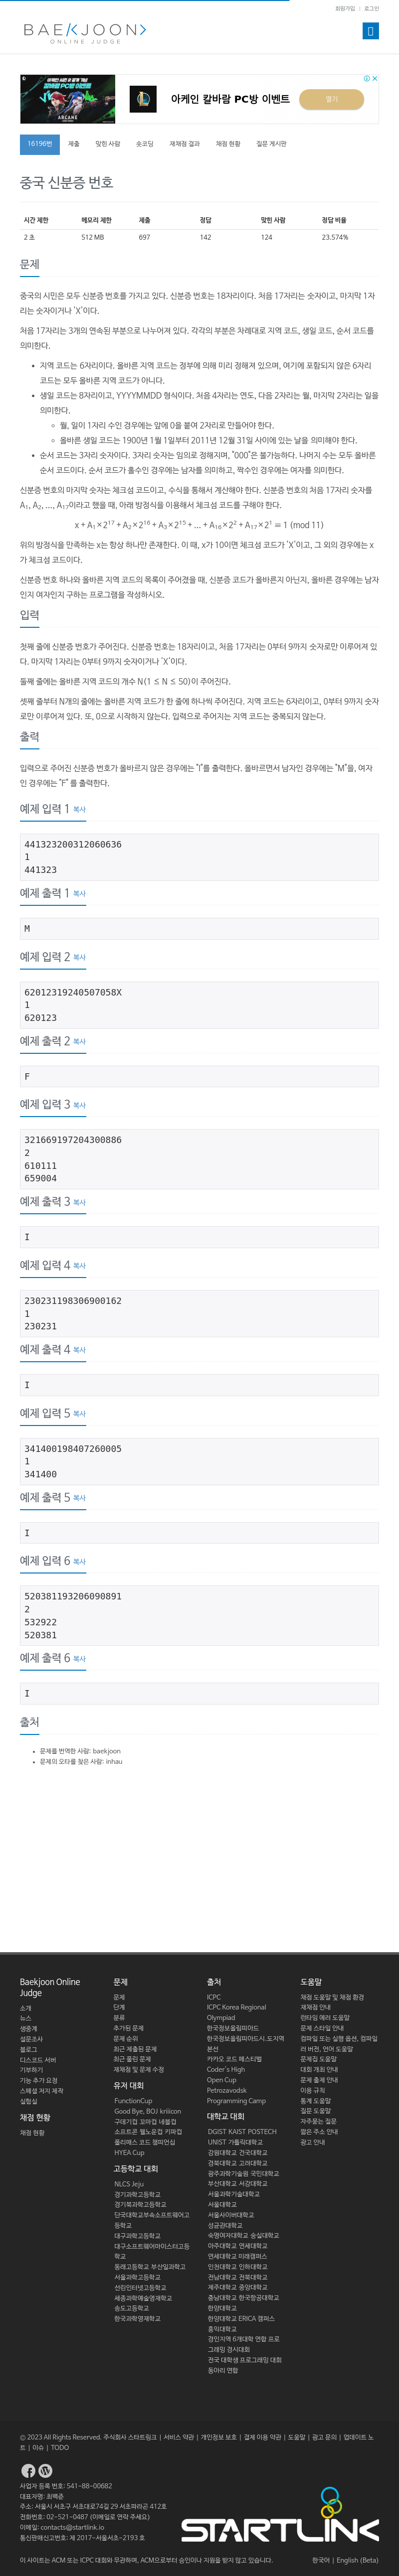 회원가입 | 로그인
BAEKJOON
ONLINE JUDGE
ARCANE
아케인 칼바람 PC방 이벤트
열기
16196번 제출 맞힌 사람 숏코딩 재채점 결과 채점 현황 질문 게시판
중국 신분증 번호
시간 제한 메모리 제한 제출 정답 맞힌 사람 정답 비율
2 초 512 MB 697 142 124 23.574%
문제
중국의 시민은 모두 신분증 번호를 가지고 있다. 신분증 번호는 18자리이다. 처음 17자리는 숫자이고, 마지막 1자
리는 숫자이거나 'X'이다.
처음 17자리는 3개의 연속된 부분으로 나누어져 있다. 각각의 부분은 차례대로 지역 코드, 생일 코드, 순서 코드를
의미한다.
• 지역 코드는 6자리이다. 올바른 지역 코드는 정부에 의해 미리 정해져 있으며, 여기에 포함되지 않은 6자리
코드는 모두 올바른 지역 코드가 아니다.
• 생일 코드는 8자리이고, YYYYMMDD 형식이다. 처음 4자리는 연도, 다음 2자리는 월, 마지막 2자리는 일을
의미한다.
◦ 월, 일이 1자리 수인 경우에는 앞에 0을 붙여 2자리로 만들어야 한다.
◦ 올바른 생일 코드는 1900년 1월 1일부터 2011년 12월 31일 사이에 있는 날을 의미해야 한다.
• 순서 코드는 3자리 숫자이다. 3자리 숫자는 임의로 정해지며, "000"은 불가능하다. 나머지 수는 모두 올바른
순서 코드이다. 순서 코드가 홀수인 경우에는 남자를 의미하고, 짝수인 경우에는 여자를 의미한다.
신분증 번호의 마지막 숫자는 체크섬 코드이고, 수식을 통해서 계산해야 한다. 신분증 번호의 처음 17자리 숫자를
A₁, A₂, ..., A₁₇이라고 했을 때, 아래 방정식을 이용해서 체크섬 코드를 구해야 한다.
x + A₁×2¹⁷ + A₂×2¹⁶ + A₃×2¹⁵ + ... + A₁₆×2² + A₁₇×2¹ = 1 (mod 11)
위의 방정식을 만족하는 x는 항상 하나만 존재한다. 이 때, x가 10이면 체크섬 코드가 'X'이고, 그 외의 경우에는 x
가 체크섬 코드이다.
신분증 번호 하나와 올바른 지역 코드의 목록이 주어졌을 때, 신분증 코드가 올바른지 아닌지, 올바른 경우에는 남자
인지 여자인지 구하는 프로그램을 작성하시오.
입력
첫째 줄에 신분증 번호가 주어진다. 신분증 번호는 18자리이고, 처음 17자리는 0부터 9까지 숫자로만 이루어져 있
다. 마지막 1자리는 0부터 9까지 숫자이거나 'X'이다.
둘째 줄에는 올바른 지역 코드의 개수 N(1 ≤ N ≤ 50)이 주어진다.
셋째 줄부터 N개의 줄에는 올바른 지역 코드가 한 줄에 하나씩 주어진다. 지역 코드는 6자리이고, 0부터 9까지 숫자
로만 이루어져 있다. 또, 0으로 시작하지 않는다. 입력으로 주어지는 지역 코드는 중복되지 않는다.
출력
입력으로 주어진 신분증 번호가 올바르지 않은 경우에는 "I"를 출력한다. 올바르면서 남자인 경우에는 "M"을, 여자
인 경우에는 "F" 를 출력한다.
예제 입력 1 복사
441323200312060636
1
441323
예제 출력 1 복사
M
예제 입력 2 복사
62012319240507058X
1
620123
예제 출력 2 복사
F
예제 입력 3 복사
321669197204300886
2
610111
659004
예제 출력 3 복사
I
예제 입력 4 복사
230231198306900162
1
230231
예제 출력 4 복사
I
예제 입력 5 복사
341400198407260005
1
341400
예제 출력 5 복사
I
예제 입력 6 복사
520381193206090891
2
532922
520381
예제 출력 6 복사
I
출처
• 문제를 번역한 사람: baekjoon
• 문제의 오타를 찾은 사람: inhau
Baekjoon Online
Judge
소개
뉴스
생중계
설문조사
블로그
디스코드 서버
기부하기
기능 추가 요청
스페셜 저지 제작
실험실
채점 현황
채점 현황
문제
문제
단계
분류
추가된 문제
문제 순위
최근 제출된 문제
최근 풀린 문제
재채점 및 문제 수정
유저 대회
FunctionCup
Good Bye, BOJ kriiicon
구데기컵 꼬마컵 네블컵
소프트콘 웰노운컵 키파컵
올리매스 코드 챔피언십
HYEA Cup
고등학교 대회
NLCS Jeju
경기과학고등학교
경기북과학고등학교
단국대학교부속소프트웨어고
등학교
대구과학고등학교
대구소프트웨어마이스터고등
학교
동래고등학교 부산일과학고
서울과학고등학교
선린인터넷고등학교
세종과학예술영재학교
송도고등학교
한국과학영재학교
출처
ICPC
ICPC Korea Regional
Olympiad
한국정보올림피아드
한국정보올림피아드시.도지역
본선
카카오 코드 페스티벌
Coder's High
Open Cup
Petrozavodsk
Programming Camp
대학교 대회
DGIST KAIST POSTECH
UNIST 가톨릭대학교
강원대학교 건국대학교
경북대학교 고려대학교
광주과학기술원 국민대학교
부산대학교 서강대학교
서울과학기술대학교
서울대학교
서울사이버대학교
성균관대학교
숙명여자대학교 숭실대학교
아주대학교 연세대학교
연세대학교 미래캠퍼스
인천대학교 인하대학교
전남대학교 전북대학교
제주대학교 중앙대학교
충남대학교 한국항공대학교
한양대학교
한양대학교 ERICA 캠퍼스
홍익대학교
경인지역 6개대학 연합 프로
그래밍 경시대회
전국 대학생 프로그래밍 대회
동아리 연합
도움말
채점 도움말 및 채점 환경
재채점 안내
런타임 에러 도움말
문제 스타일 안내
컴파일 또는 실행 옵션, 컴파일
러 버전, 언어 도움말
문제집 도움말
대회 개최 안내
문제 출제 안내
이용 규칙
통계 도움말
질문 도움말
자주묻는 질문
짧은 주소 안내
광고 안내
© 2023 All Rights Reserved. 주식회사 스타트링크 | 서비스 약관 | 개인정보 보호 | 결제 이용 약관 | 도움말 | 광고 문의 | 업데이트 노
트 | 이슈 | TODO
사업자 등록 번호: 541-88-00682
대표자명: 최백준
주소: 서울시 서초구 서초대로74길 29 서초파라곤 412호
전화번호: 02-521-0487 (이메일로 연락 주세요)
이메일: contacts@startlink.io
통신판매신고번호: 제 2017-서울서초-2193 호
STARTLINK
이 사이트는 ACM 또는 ICPC 대회와 무관하며, ACM으로부터 승인이나 지원을 받지 않고 있습니다.
한국어 | English (Beta)